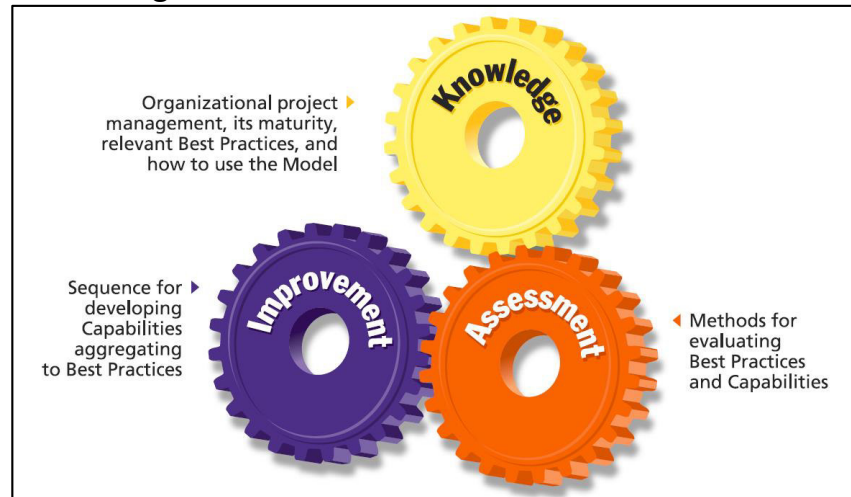 Knowledge
Organizational project
management, its maturity,
relevant Best Practices, and
how to use the Model
Improvement
Sequence for
developing
Capabilities
aggregating
to Best Practices
Assessment
Methods for
evaluating
Best Practices
and Capabilities